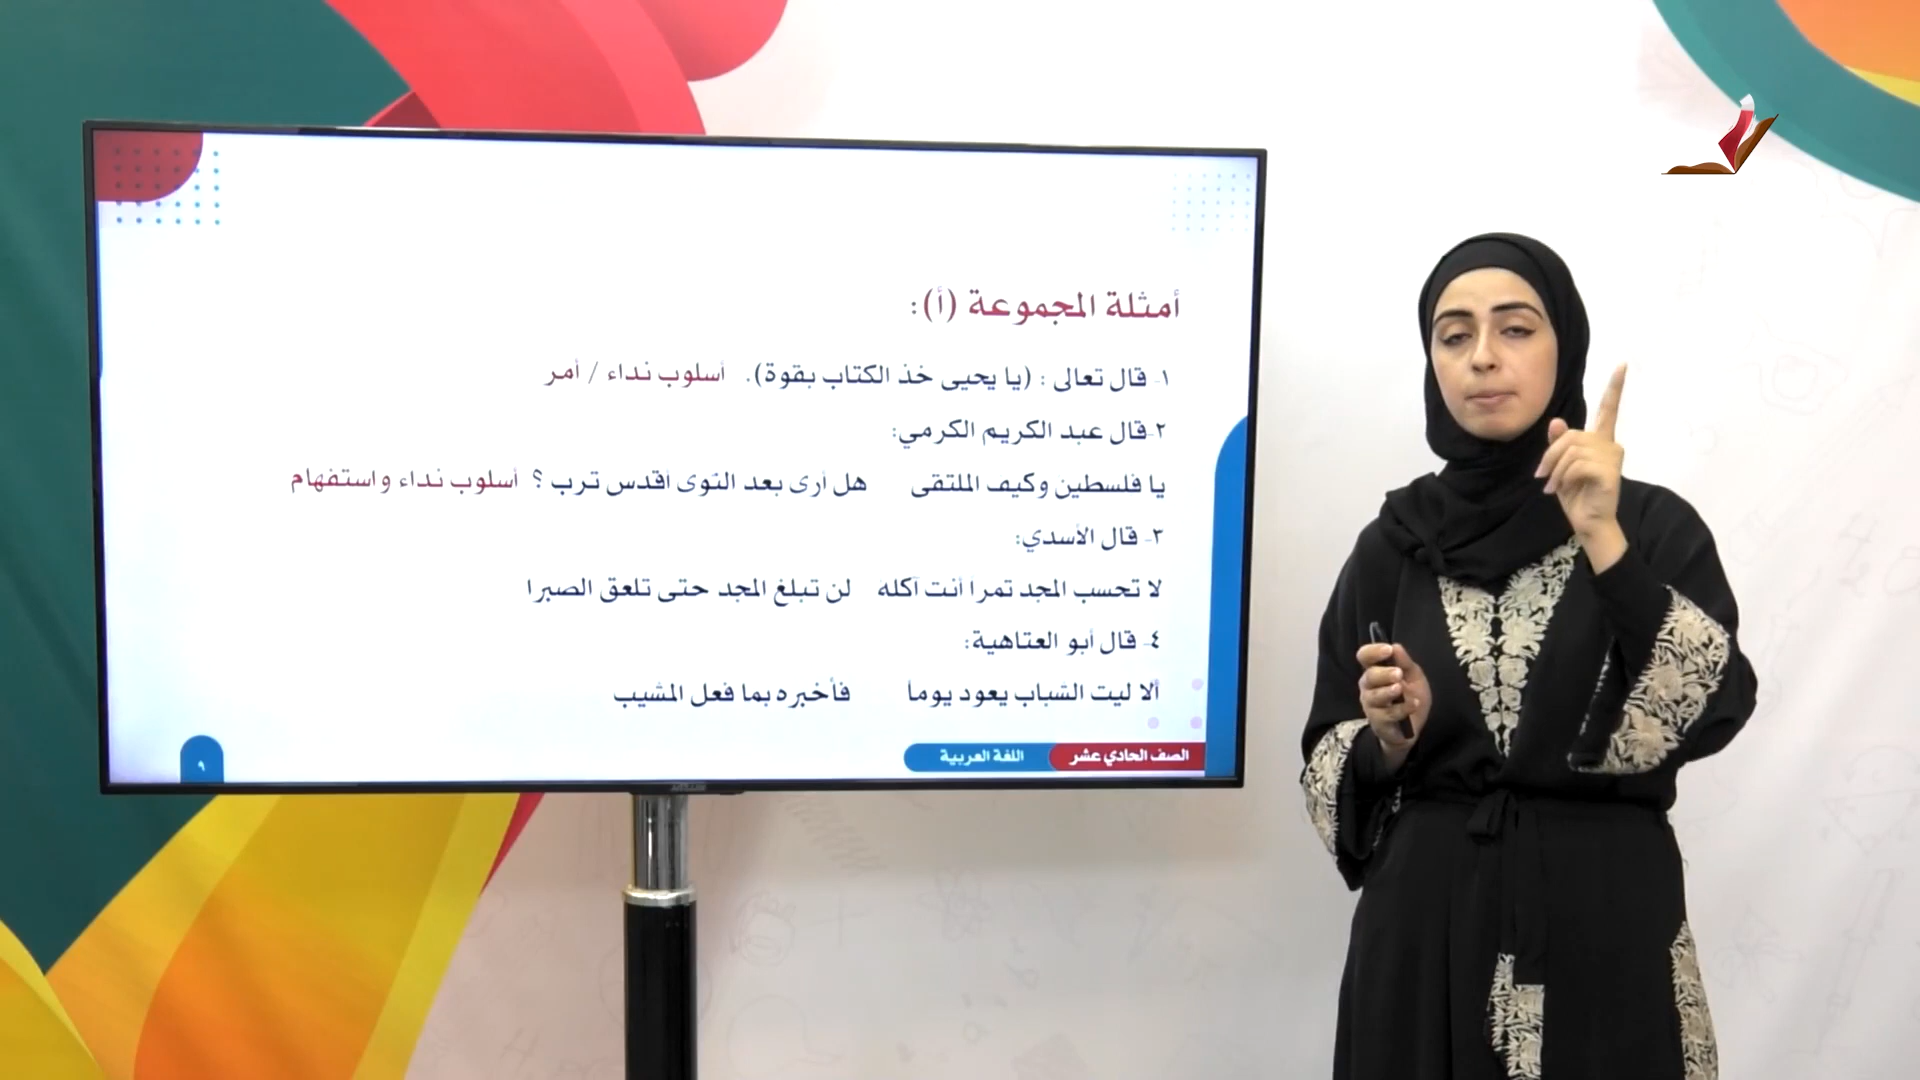 أمثلة المجموعة (أ):
١- قال تعالى : (يا يحيى خذ الكتاب بقوة). أسلوب نداء / أمر
٢-قال عبد الكريم الكرمي:
يا فلسطين وكيف الملتقى هل أرى بعد النّوى أقدس ترب ؟ أسلوب نداء واستفهام
٣- قال الأسدي:
لا تحسب المجد تمرا أنت آكله لن تبلغ المجد حتى تلعق الصبرا
٤- قال أبو العتاهية:
ألا ليت الشباب يعود يوما فأخبره بما فعل المشيب
الصف الحادي عشر اللغة العربية ٩